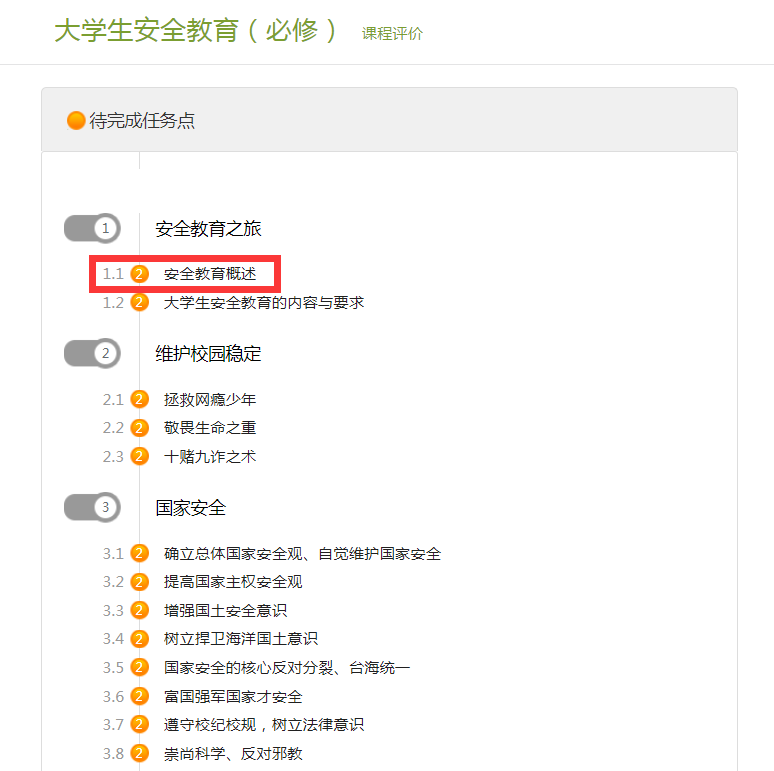 大学生安全教育（必修） 课程评价
待完成任务点
1 安全教育之旅
1.1 2 安全教育概述
1.2 2 大学生安全教育的内容与要求
2 维护校园稳定
2.1 2 拯救网瘾少年
2.2 2 敬畏生命之重
2.3 2 十赌九诈之术
3 国家安全
3.1 2 确立总体国家安全观、自觉维护国家安全
3.2 2 提高国家主权安全观
3.3 2 增强国土安全意识
3.4 2 树立捍卫海洋国土意识
3.5 2 国家安全的核心反对分裂、台海统一
3.6 2 富国强军国家才安全
3.7 2 遵守校纪校规，树立法律意识
3.8 2 崇尚科学、反对邪教